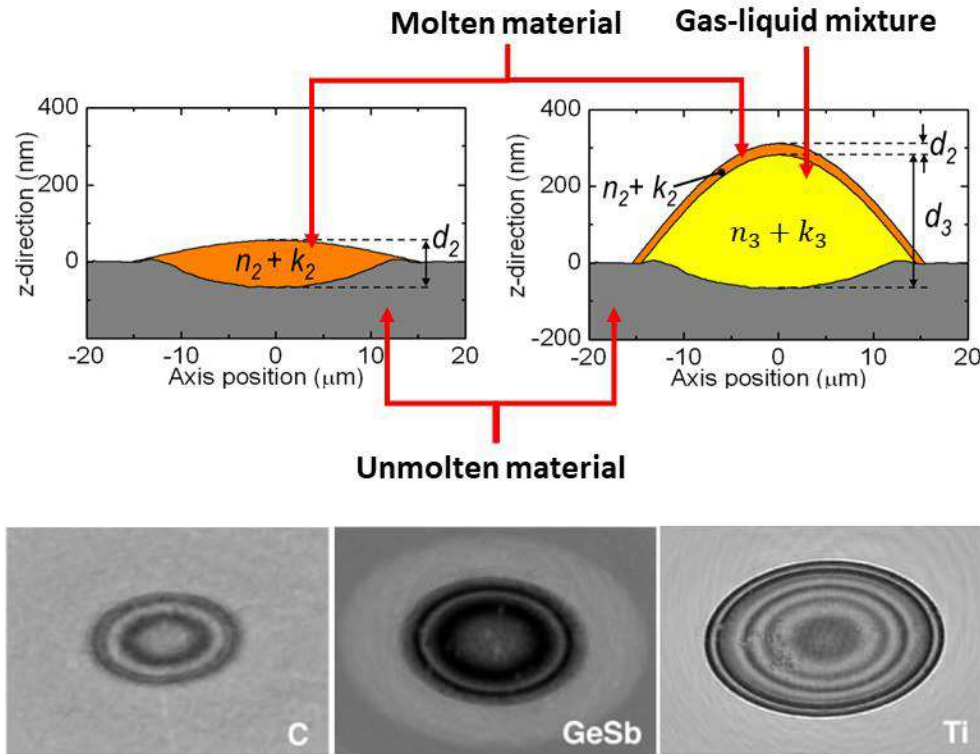 Molten material
Gas-liquid mixture
400
200
0
z-direction (nm)
-20
-10
0
10
20
Axis position (μm)
n₂ + k₂
d₂
400
200
0
-200
z-direction (nm)
-20
-10
0
10
20
Axis position (μm)
n₂ + k₂
n₃ + k₃
d₂
d₃
Unmolten material
C
GeSb
Ti